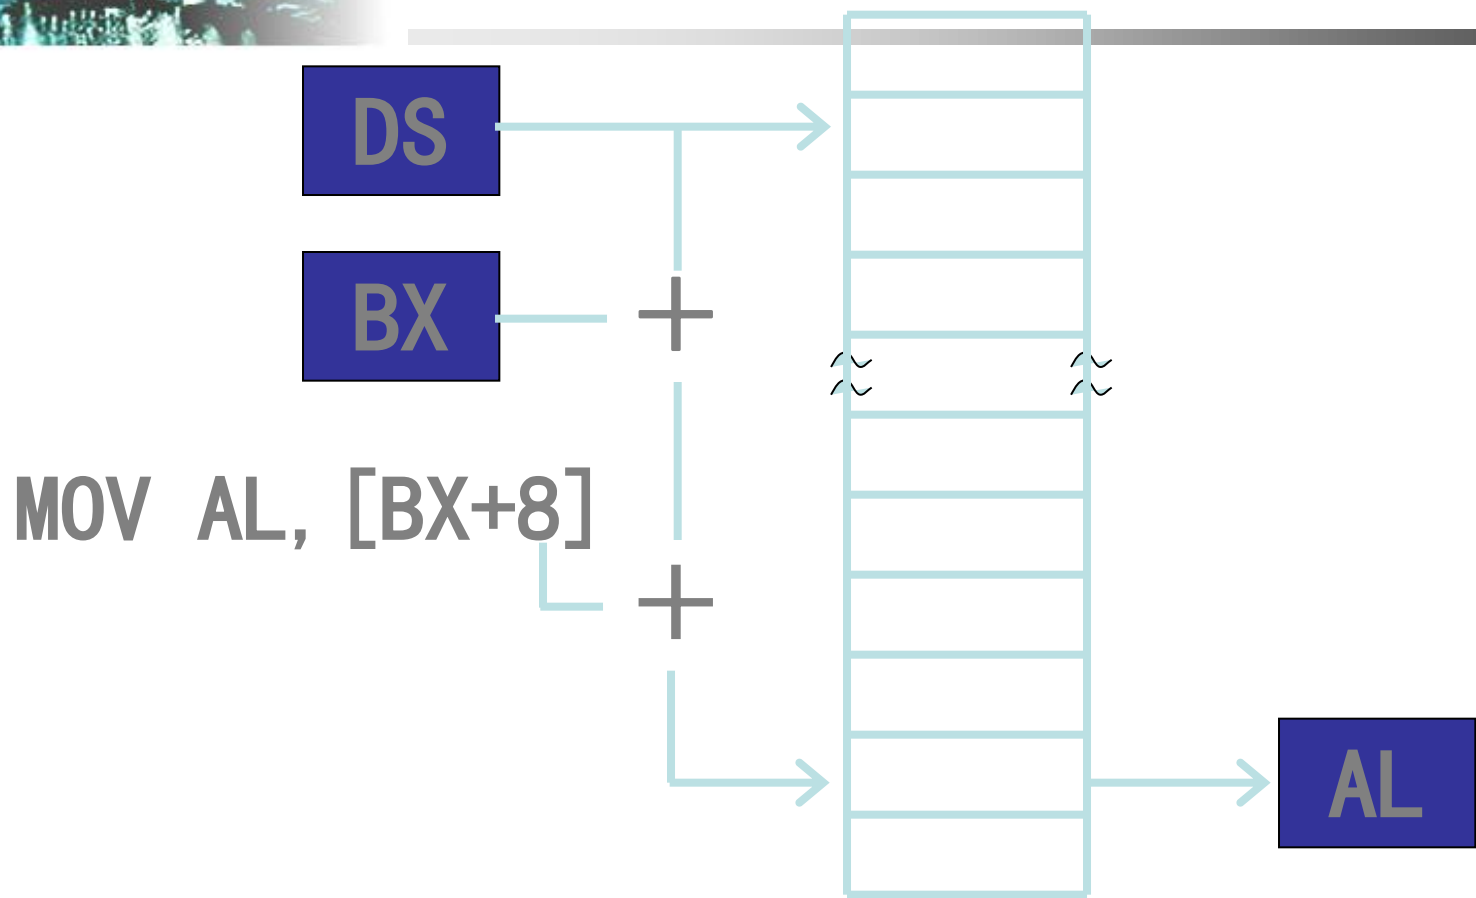 DS
BX
+
MOV AL,[BX+8]
+
AL